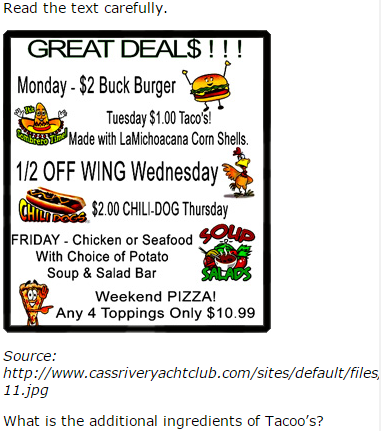 Read the text carefully.
GREAT DEAL$ ! ! !
Monday - $2 Buck Burger
Tuesday $1.00 Taco's!
Made with LaMichoacana Corn Shells.
1/2 OFF WING Wednesday
CHILI DOGS
$2.00 CHILI-DOG Thursday
FRIDAY - Chicken or Seafood
With Choice of Potato
Soup & Salad Bar
SOUP
SALADS
Weekend PIZZA!
Any 4 Toppings Only $10.99
Source:
http://www.cassriveryachtclub.com/sites/default/files,
11.jpg
What is the additional ingredients of Tacoo’s?